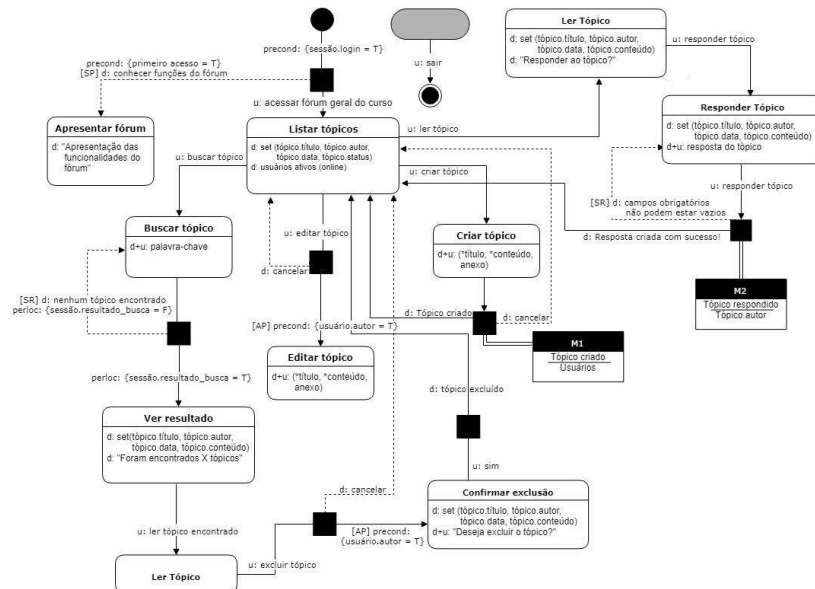 Ler Tópico
d: set (tópico.título, tópico.autor,
tópico.data, tópico.conteúdo)
d: "Responder ao tópico?"
u: responder tópico
precond: {sessão.login = T}
u: sair
precond: {primeiro acesso = T}
[SP] d: conhecer funções do fórum
u: acessar fórum geral do curso
Apresentar fórum
d: "Apresentação das
funcionalidades do
fórum"
Listar tópicos
d: set (tópico.título, tópico.autor,
tópico.data, tópico.status)
d: usuários ativos (online)
u: ler tópico
Responder Tópico
d: set (tópico.título, tópico.autor,
tópico.data, tópico.conteúdo)
d+u: resposta do tópico
u: buscar tópico
u: criar tópico
u: responder tópico
[SR] d: campos obrigatórios
não podem estar vazios
Buscar tópico
d+u: palavra-chave
u: editar tópico
Criar tópico
d+u: (*título, *conteúdo,
anexo)
d: Resposta criada com sucesso!
d: cancelar
M2
Tópico respondido
Tópico.autor
[SR] d: nenhum tópico encontrado
perloc: {sessão.resultado_busca = F}
d: Tópico criado
d: cancelar
[AP] precond: {usuário.autor = T}
M1
Tópico criado
Usuários
Editar tópico
d+u: (*título, *conteúdo,
anexo)
perloc: {sessão.resultado_busca = T}
d: tópico excluído
Ver resultado
d: set(tópico.título, tópico.autor,
tópico.data, tópico.conteúdo)
d: "Foram encontrados X tópicos"
u: sim
d: cancelar
Confirmar exclusão
d: set (tópico.título, tópico.autor,
tópico.data, tópico.conteúdo)
d+u: "Deseja excluir o tópico?"
u: ler tópico encontrado
[AP] precond:
{usuário.autor = T}
Ler Tópico
u: excluir tópico